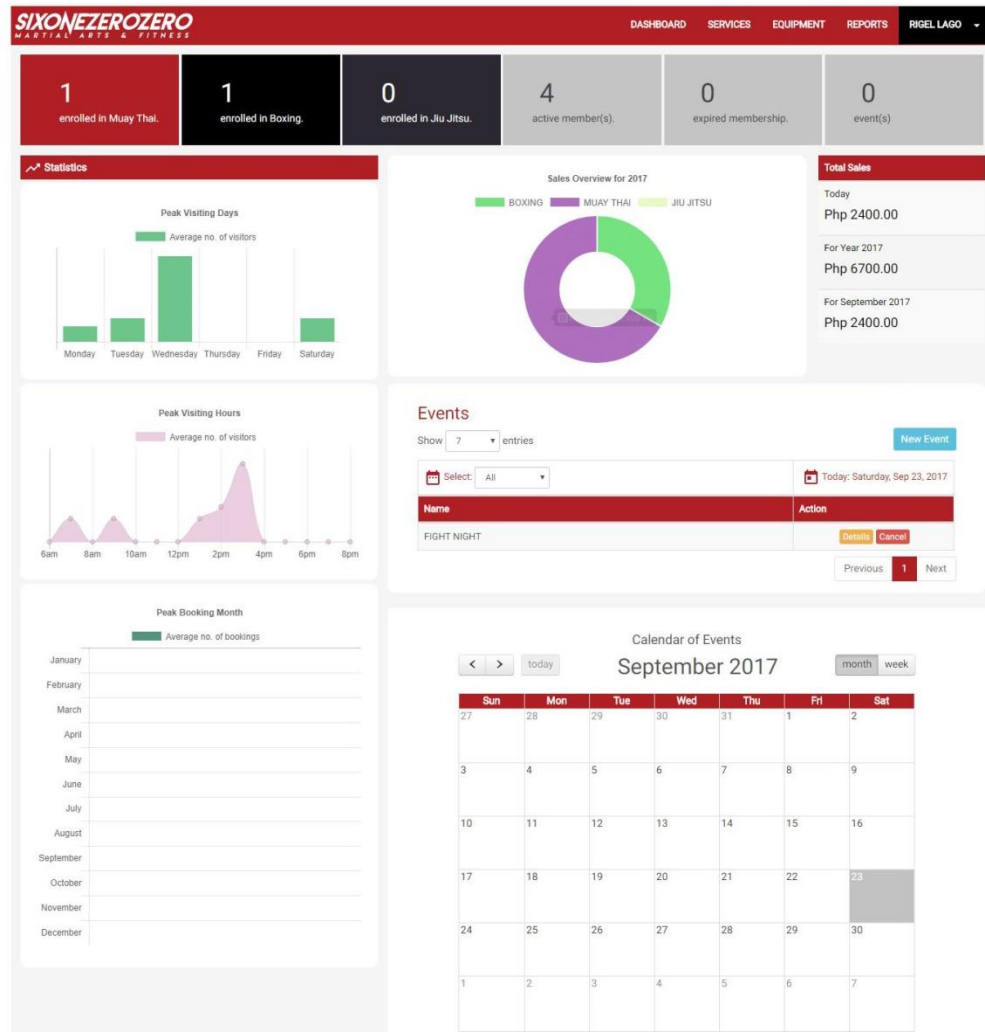 SIXONEZEROZERO
MARTIAL ARTS & FITNESS
DASHBOARD SERVICES EQUIPMENT REPORTS RIGEL LAGO
1
enrolled in Muay Thai.
1
enrolled in Boxing.
0
enrolled in Jiu Jitsu.
4
active member(s).
0
expired membership.
0
event(s)
Statistics
Peak Visiting Days
Average no. of visitors
Monday Tuesday Wednesday Thursday Friday Saturday
Sales Overview for 2017
BOXING MUAY THAI JIU JITSU
Total Sales
Today
Php 2400.00
For Year 2017
Php 6700.00
For September 2017
Php 2400.00
Peak Visiting Hours
Average no. of visitors
6am 8am 10am 12pm 2pm 4pm 6pm 8pm
Events
Show 7 entries
New Event
Select: All
Today: Saturday, Sep 23, 2017
Name Action
FIGHT NIGHT Details Cancel
Previous 1 Next
Peak Booking Month
Average no. of bookings
January
February
March
April
May
June
July
August
September
October
November
December
Calendar of Events
today September 2017 month week
Sun Mon Tue Wed Thu Fri Sat
27 28 29 30 31 1 2
3 4 5 6 7 8 9
10 11 12 13 14 15 16
17 18 19 20 21 22 23
24 25 26 27 28 29 30
1 2 3 4 5 6 7